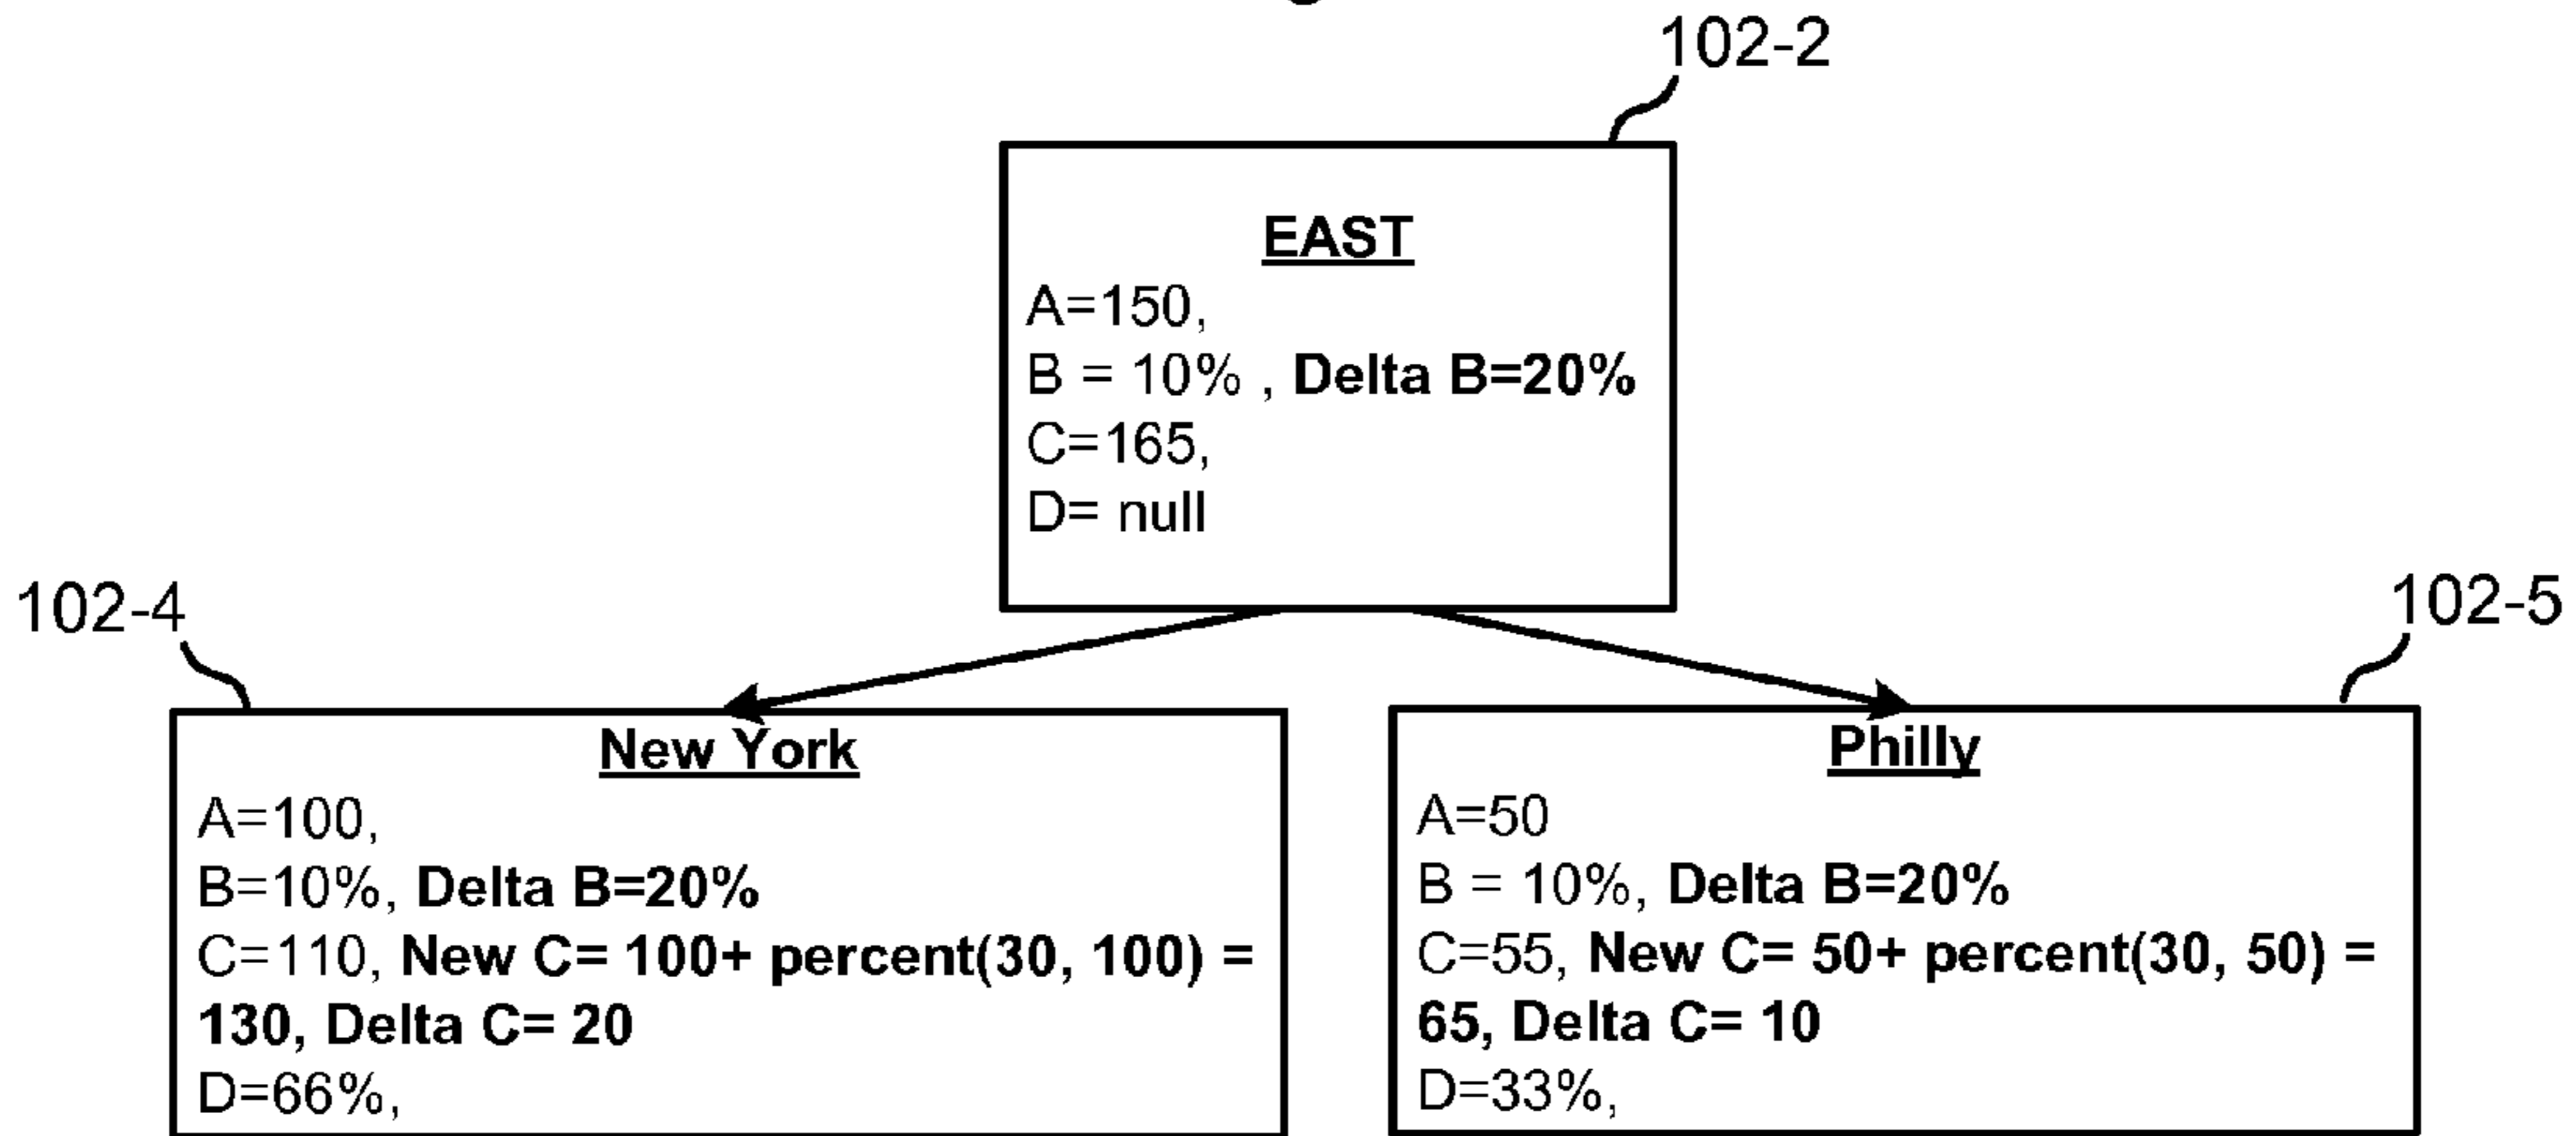 102-2
EAST
A=150,
B = 10% , Delta B=20%
C=165,
D= null
102-4
102-5
New York
A=100,
B=10%, Delta B=20%
C=110, New C= 100+ percent(30, 100) =
130, Delta C= 20
D=66%,
Philly
A=50
B = 10%, Delta B=20%
C=55, New C= 50+ percent(30, 50) =
65, Delta C= 10
D=33%,